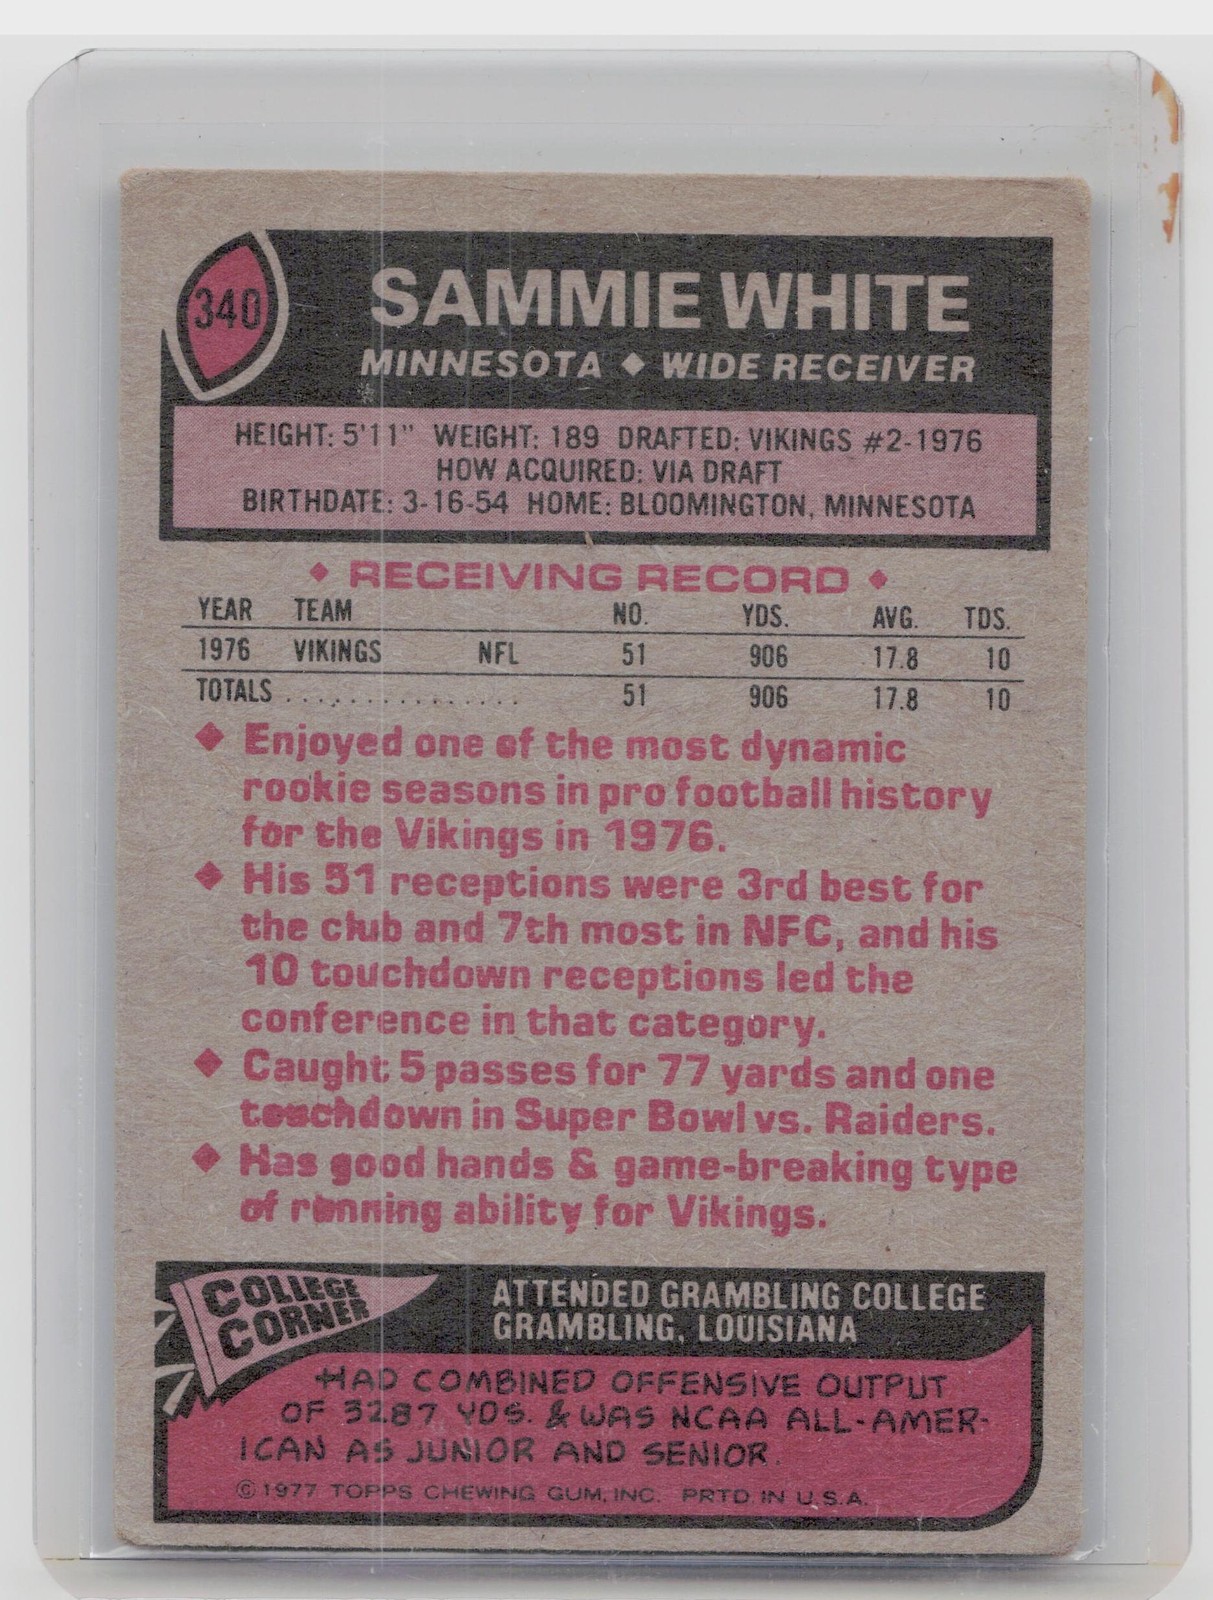 340
SAMMIE WHITE
MINNESOTA ♦ WIDE RECEIVER
HEIGHT: 5'11" WEIGHT: 189 DRAFTED: VIKINGS #2-1976
HOW ACQUIRED: VIA DRAFT
BIRTHDATE: 3-16-54 HOME: BLOOMINGTON, MINNESOTA
♦ RECEIVING RECORD ♦
YEAR TEAM NO. YDS. AVG. TDS.
1976 VIKINGS NFL 51 906 17.8 10
TOTALS . . . . . . . . . . . . . . . 51 906 17.8 10
♦ Enjoyed one of the most dynamic
rookie seasons in pro football history
for the Vikings in 1976.
♦ His 51 receptions were 3rd best for
the club and 7th most in NFC, and his
10 touchdown receptions led the
conference in that category.
♦ Caught 5 passes for 77 yards and one
touchdown in Super Bowl vs. Raiders.
♦ Has good hands & game-breaking type
of running ability for Vikings.
COLLEGE
CORNER
ATTENDED GRAMBLING COLLEGE
GRAMBLING, LOUISIANA
HAD COMBINED OFFENSIVE OUTPUT
OF 3287 YDS. & WAS NCAA ALL-AMER-
ICAN AS JUNIOR AND SENIOR.
© 1977 TOPPS CHEWING GUM, INC. PRTD. IN U.S.A.